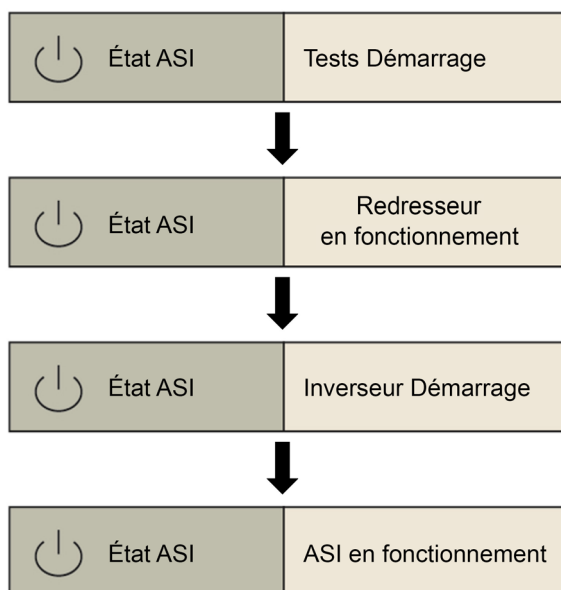 État ASI Tests Démarrage
État ASI Redresseur
en fonctionnement
État ASI Inverseur Démarrage
État ASI ASI en fonctionnement